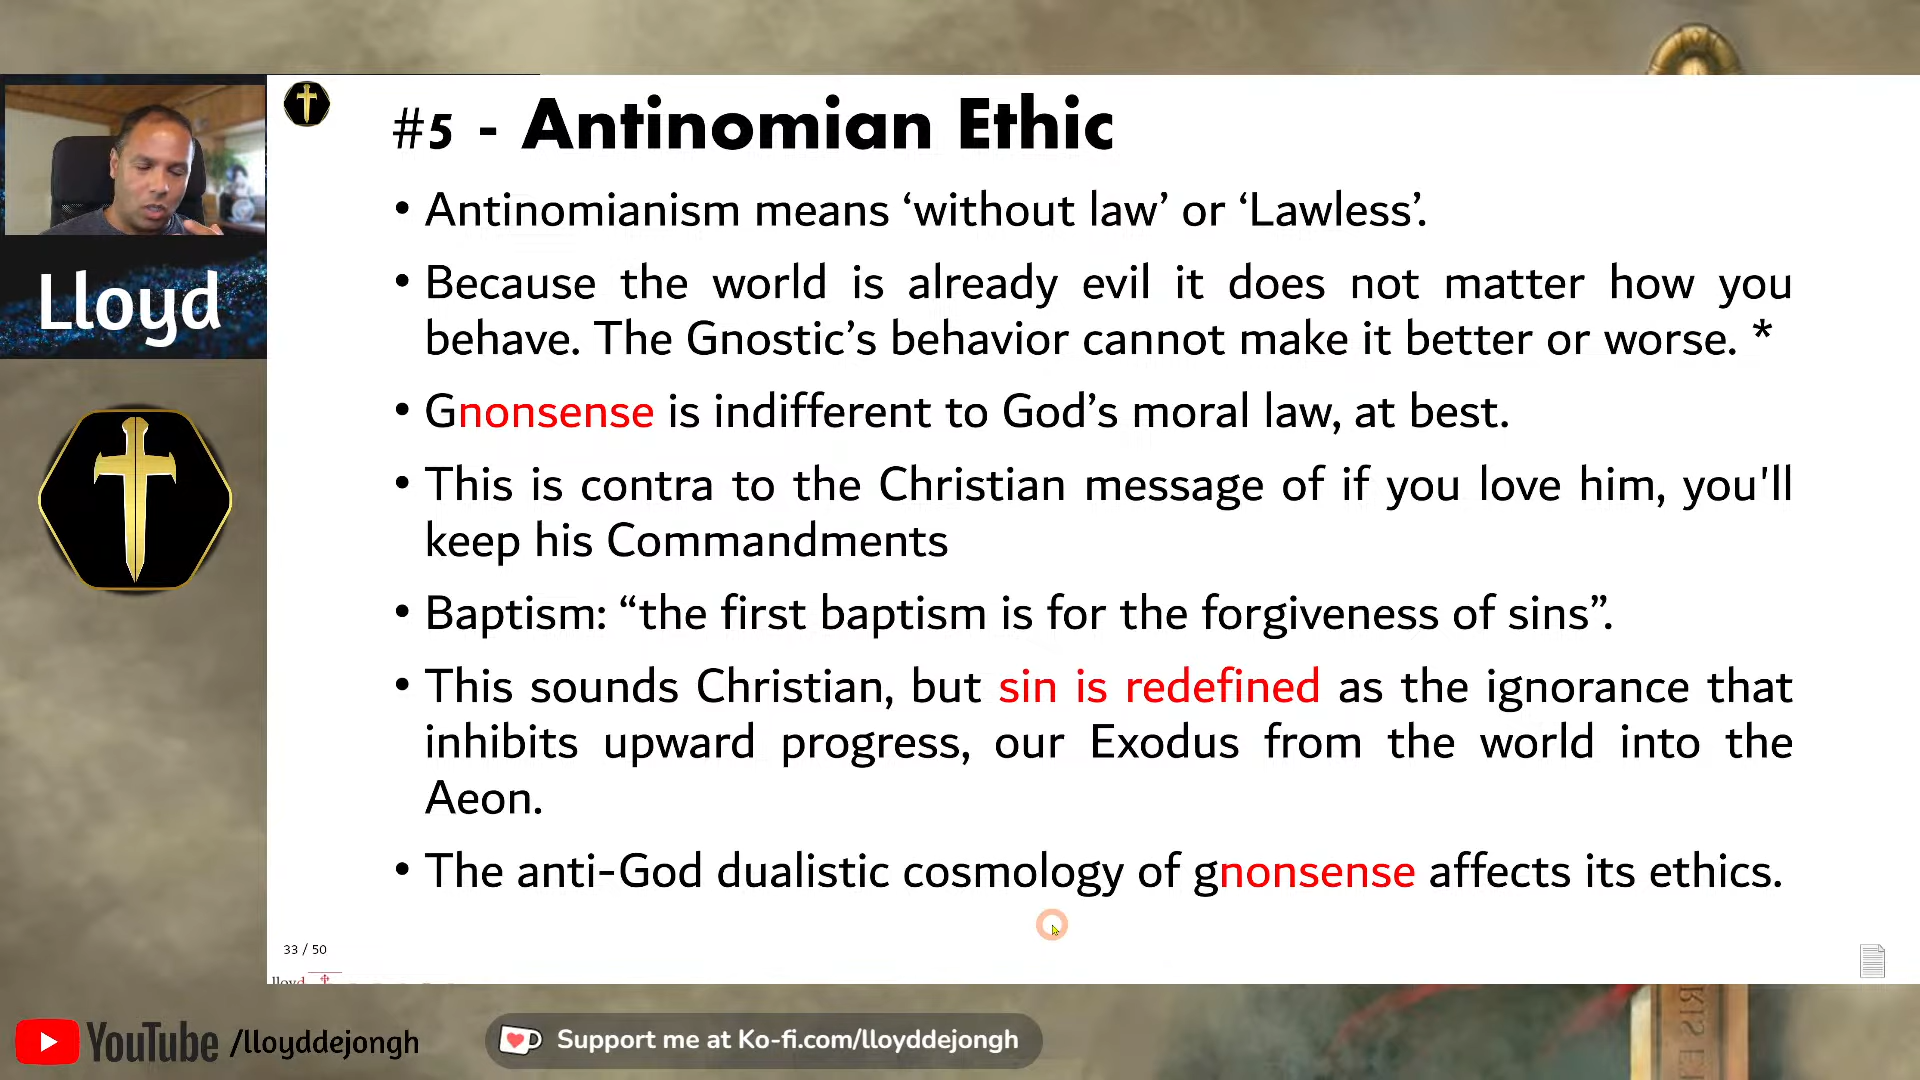 #5 - Antinomian Ethic
• Antinomianism means ‘without law’ or ‘Lawless’.
• Because the world is already evil it does not matter how you
behave. The Gnostic’s behavior cannot make it better or worse. *
• Gnonsense is indifferent to God’s moral law, at best.
• This is contra to the Christian message of if you love him, you'll
keep his Commandments
• Baptism: “the first baptism is for the forgiveness of sins”.
• This sounds Christian, but sin is redefined as the ignorance that
inhibits upward progress, our Exodus from the world into the
Aeon.
• The anti-God dualistic cosmology of gnonsense affects its ethics.
33 / 50
Lloyd
lloyd
YouTube /lloyddejongh
Support me at Ko-fi.com/lloyddejongh